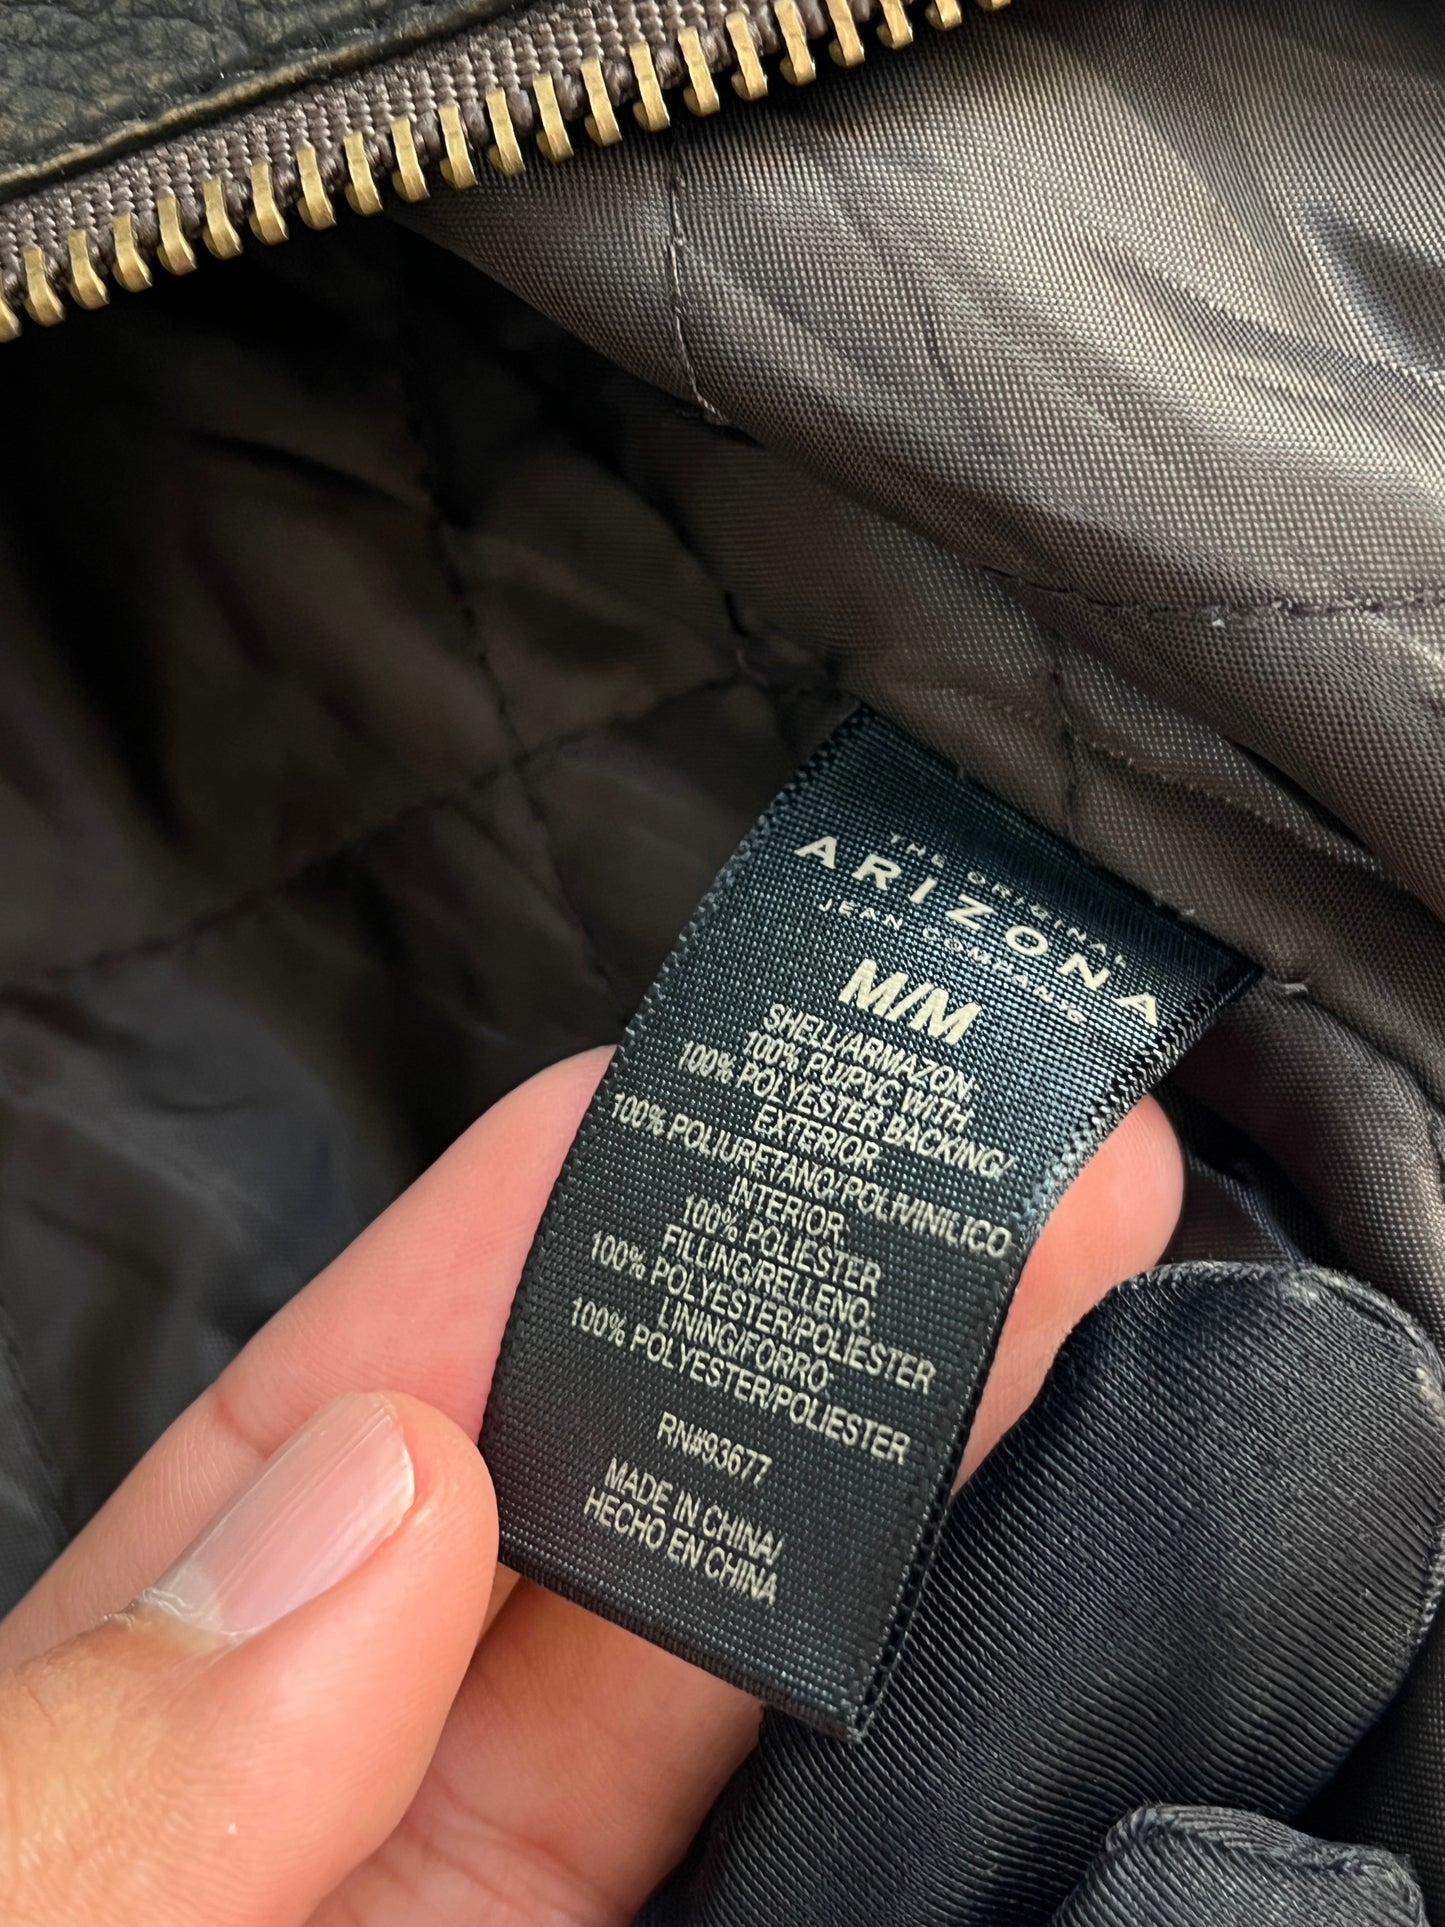 THE ORIGINAL
ARIZONA
JEAN COMPANY®
M/M
SHELL/ARMAZON,
100% PU/PVC WITH,
100% POLYESTER BACKING/
EXTERIOR
100% POLIURETANO/POLIVINILICO
INTERIOR,
100% POLIESTER
FILLING/RELLENO,
100% POLYESTER/POLIESTER
LINING/FORRO,
100% POLYESTER/POLIESTER
RN#93677
MADE IN CHINA/
HECHO EN CHINA